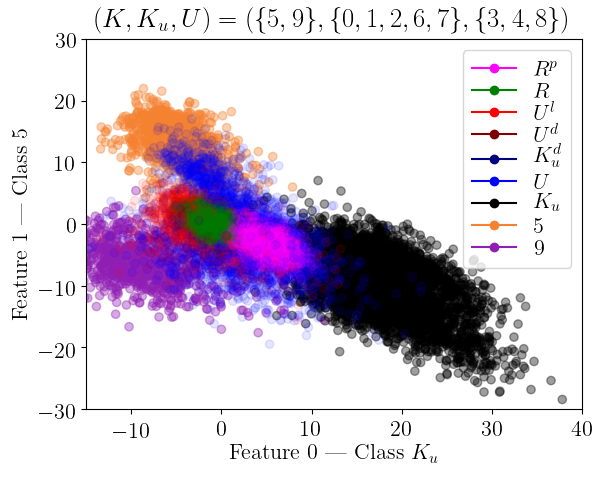 (K, K_u, U) = ({5, 9}, {0, 1, 2, 6, 7}, {3, 4, 8})
30
20
10
0
−10
−20
−30
Feature 1 — Class 5
R^p
R
U^l
U^d
K_u^d
U
K_u
5
9
−10
0
10
20
30
40
Feature 0 — Class K_u